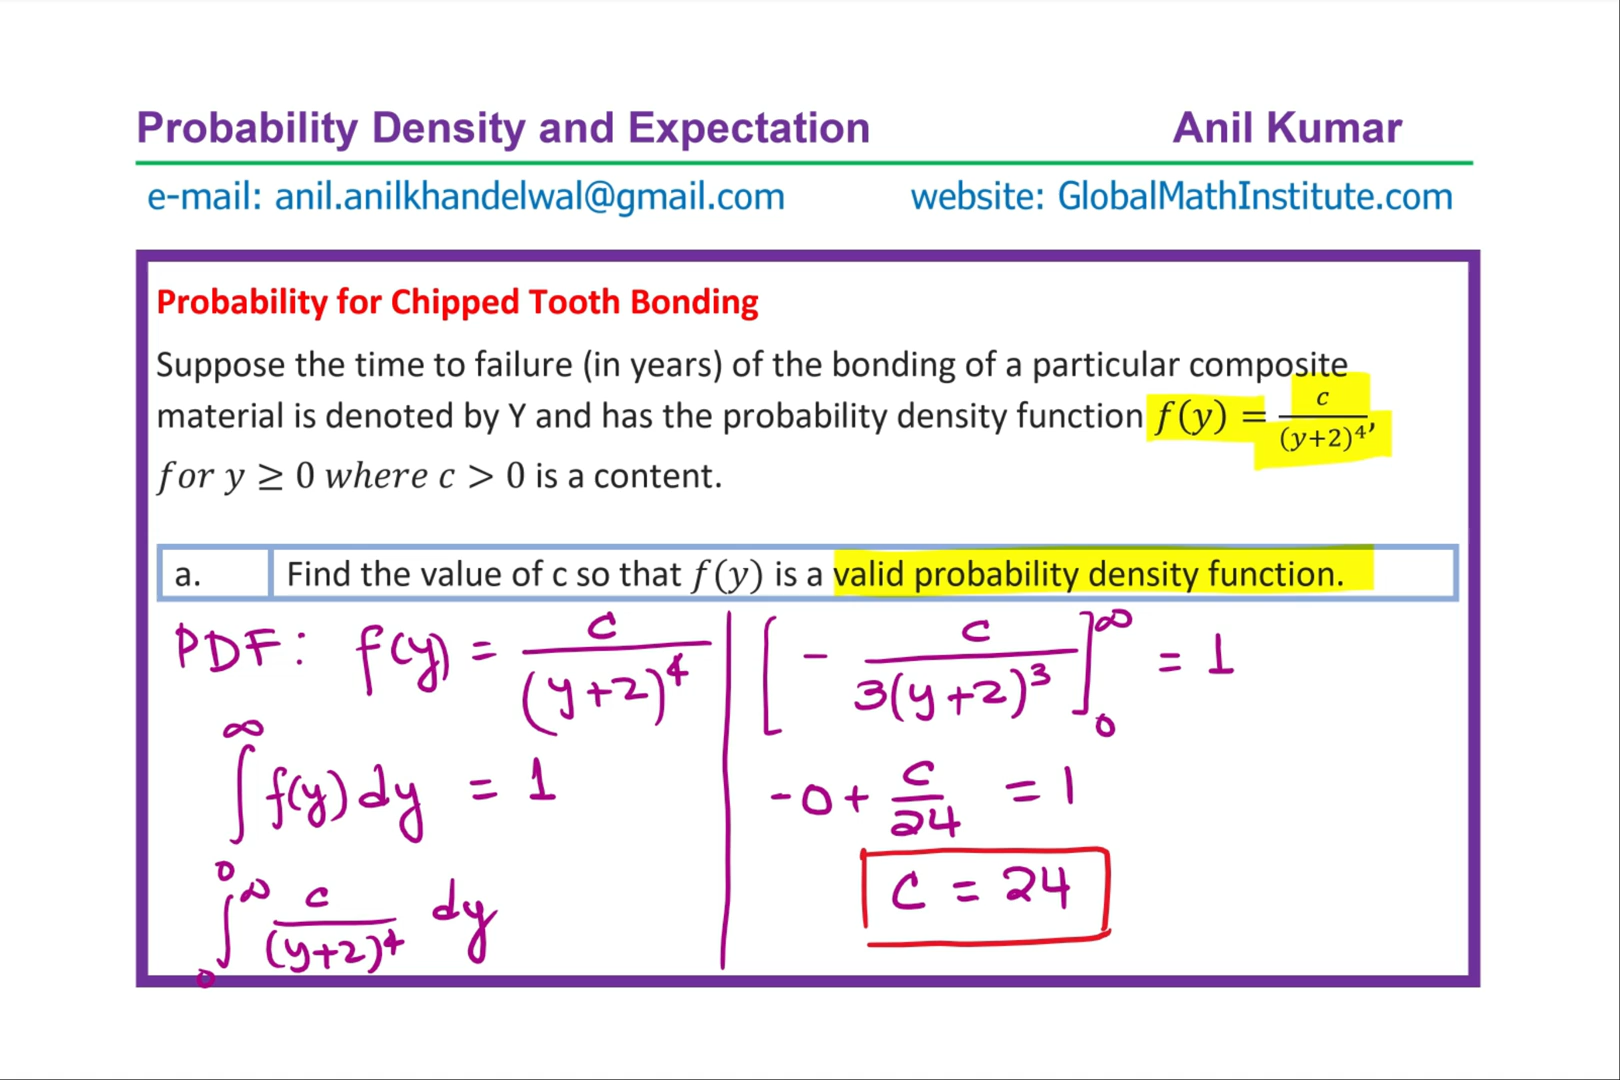 Probability Density and Expectation Anil Kumar
e-mail: anil.anilkhandelwal@gmail.com website: GlobalMathInstitute.com
Probability for Chipped Tooth Bonding
Suppose the time to failure (in years) of the bonding of a particular composite
material is denoted by Y and has the probability density function f(y) = c/(y+2)⁴,
for y ≥ 0 where c > 0 is a content.
a. Find the value of c so that f(y) is a valid probability density function.
PDF: f(y) = c/(y+2)⁴
∫₀^∞ f(y) dy = 1
∫₀^∞ c/(y+2)⁴ dy
[- c/3(y+2)³]₀^∞ = 1
-0 + c/24 = 1
C = 24